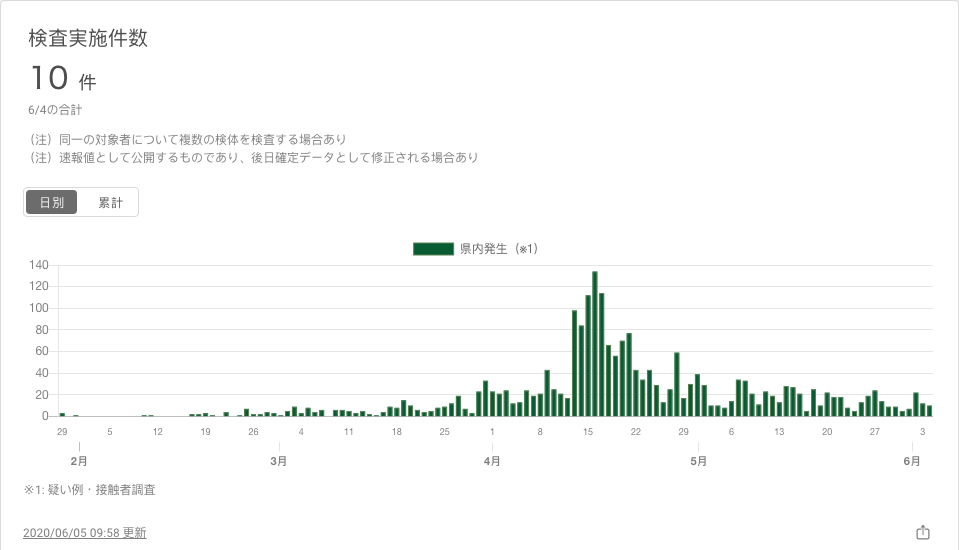 検査実施件数
10 件
6/4の合計
（注）同一の対象者について複数の検体を検査する場合あり
（注）速報値として公開するものであり、後日確定データとして修正される場合あり
日別 累計
県内発生（※1）
140
120
100
80
60
40
20
0
29 5 12 19 26 4 11 18 25 1 8 15 22 29 6 13 20 27 3
2月 3月 4月 5月 6月
※1: 疑い例・接触者調査
2020/06/05 09:58 更新